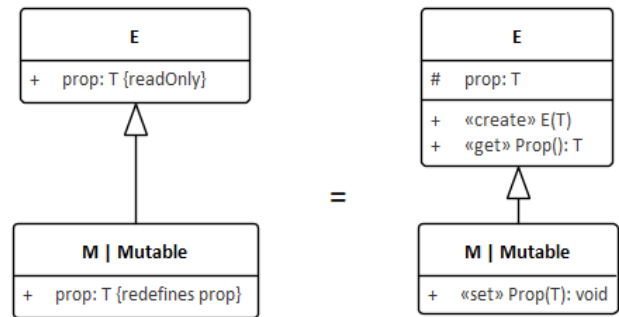 E
+ prop: T {readOnly}
M | Mutable
+ prop: T {redefines prop}
=
E
# prop: T
+ «create» E(T)
+ «get» Prop(): T
M | Mutable
+ «set» Prop(T): void